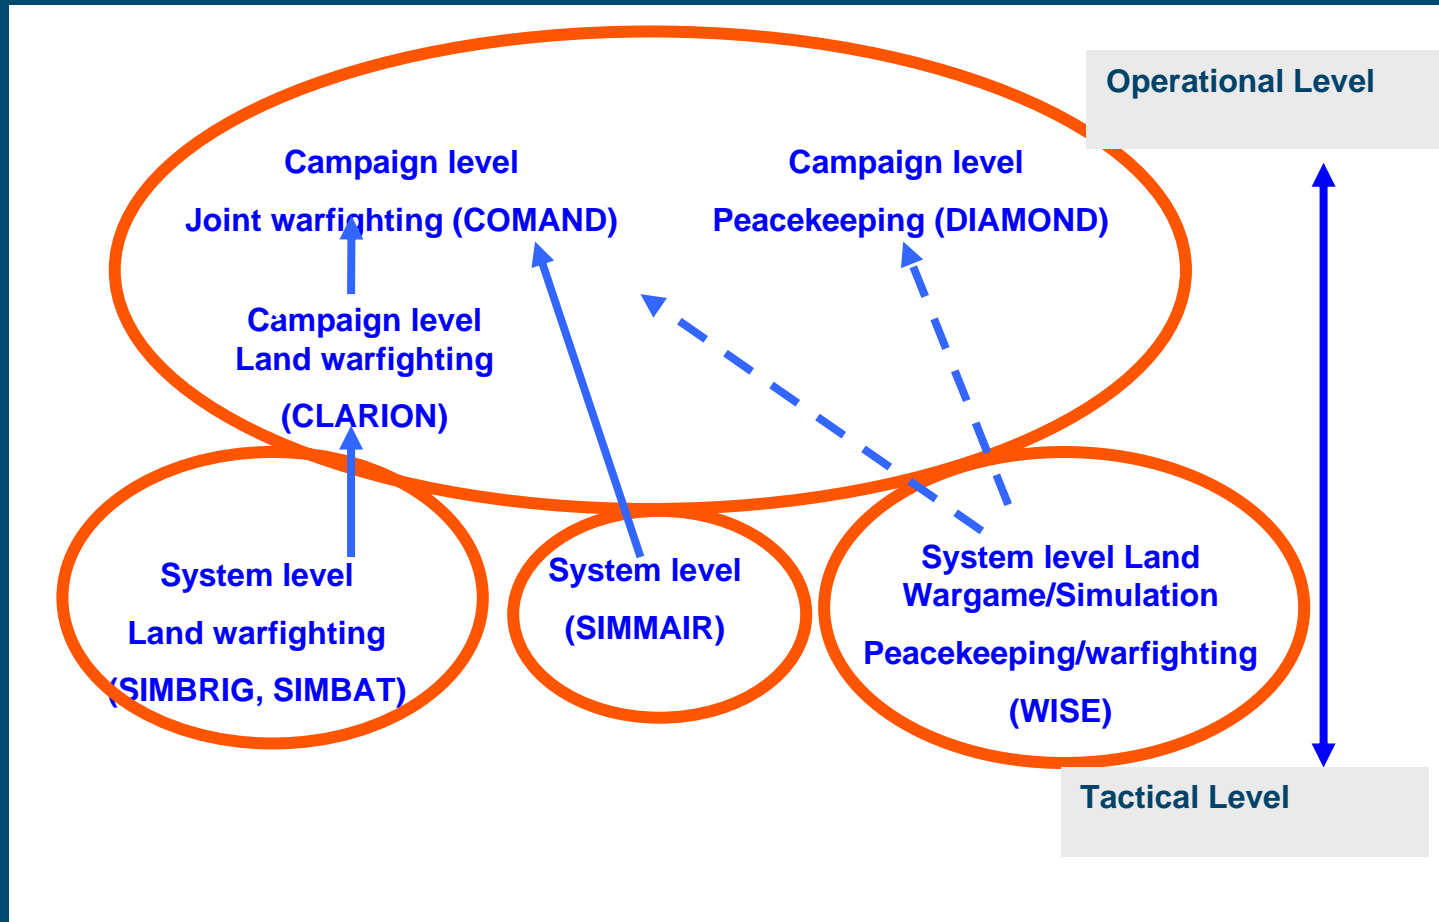 Operational Level
Campaign level
Joint warfighting (COMAND)
Campaign level
Peacekeeping (DIAMOND)
Campaign level
Land warfighting
(CLARION)
System level
Land warfighting
(SIMBRIG, SIMBAT)
System level
(SIMMAIR)
System level Land
Wargame/Simulation
Peacekeeping/warfighting
(WISE)
Tactical Level